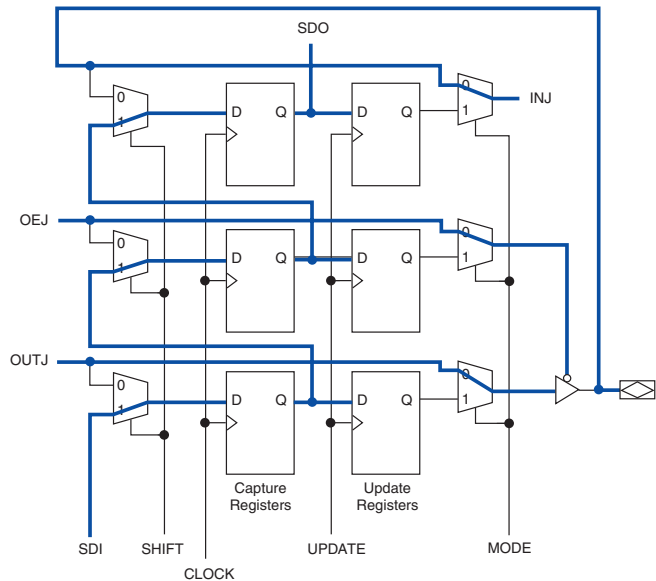 SDO
0
1
D Q
D Q
0
1
INJ
OEJ
0
1
D Q
D Q
0
1
OUTJ
0
1
D Q
D Q
0
1
Capture
Registers
Update
Registers
SDI
SHIFT
CLOCK
UPDATE
MODE